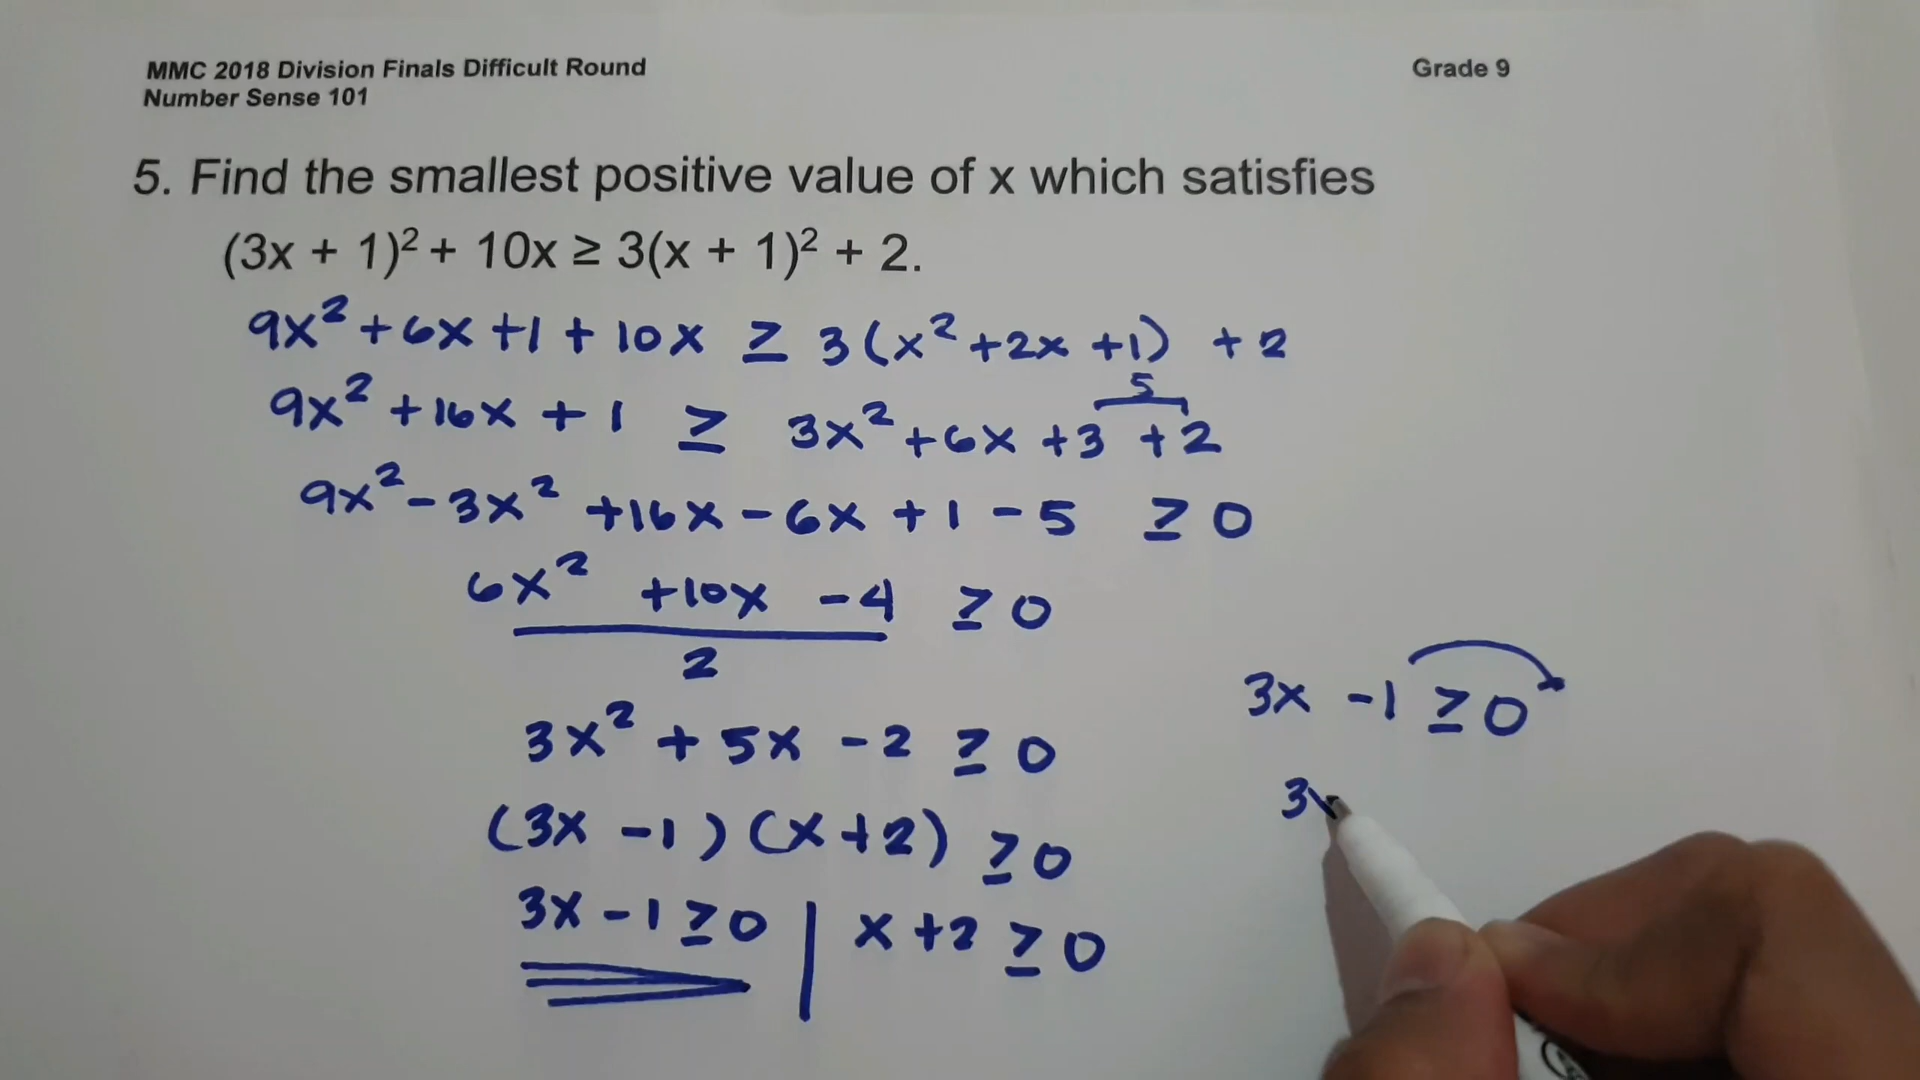 MMC 2018 Division Finals Difficult Round
Grade 9
Number Sense 101
5. Find the smallest positive value of x which satisfies
(3x + 1)² + 10x ≥ 3(x + 1)² + 2.
9x² + 6x + 1 + 10x ≥ 3(x² + 2x + 1) + 2
5
9x² + 16x + 1 ≥ 3x² + 6x + 3 + 2
9x² - 3x² + 16x - 6x + 1 - 5 ≥ 0
6x² + 10x - 4 ≥ 0
2
3x² + 5x - 2 ≥ 0
(3x - 1)(x + 2) ≥ 0
3x - 1 ≥ 0 | x + 2 ≥ 0
3x - 1 ≥ 0
3x